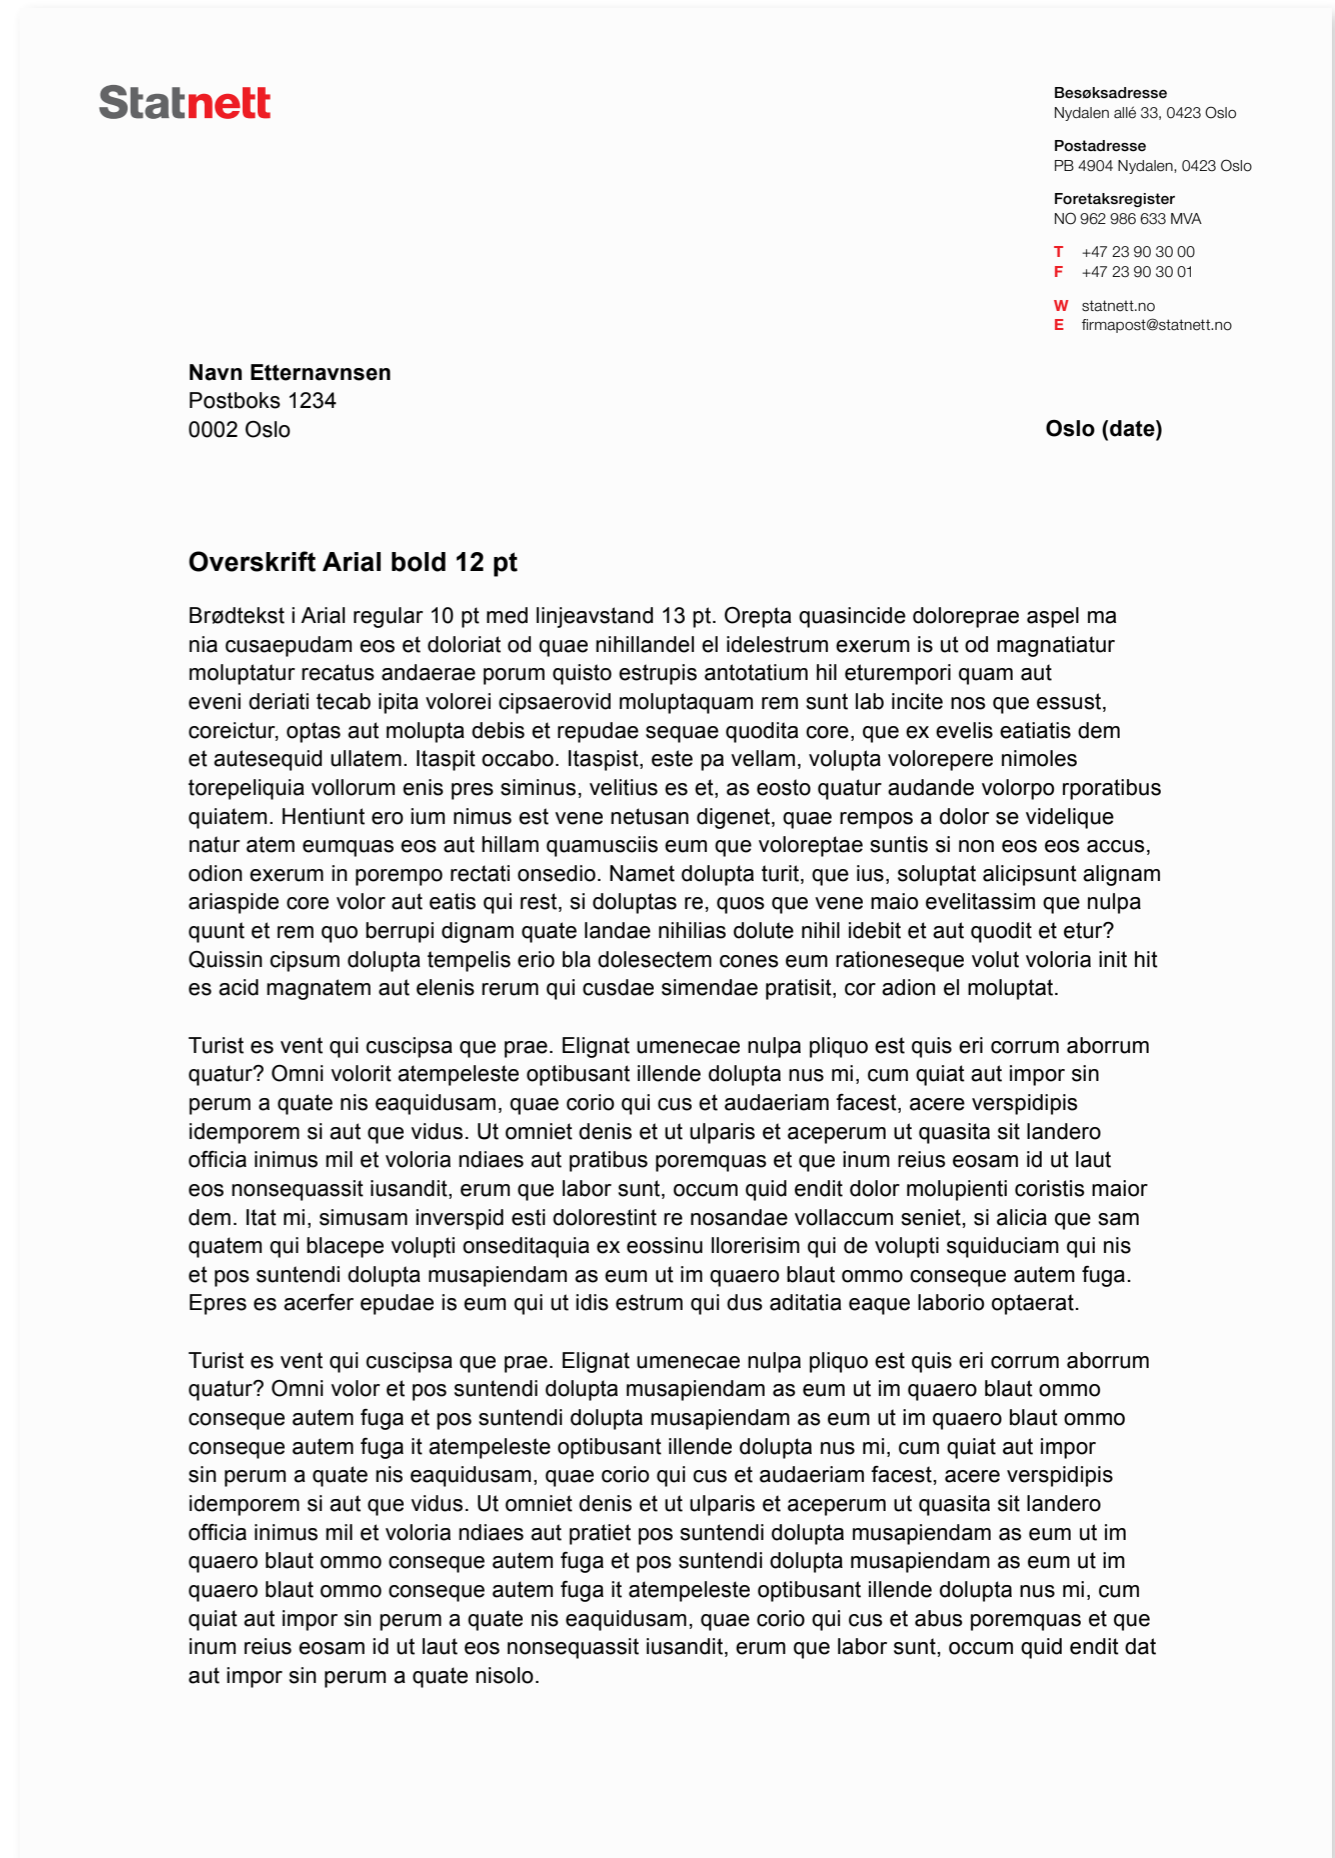 Statnett
Besøksadresse
Nydalen allé 33, 0423 Oslo
Postadresse
PB 4904 Nydalen, 0423 Oslo
Foretaksregister
NO 962 986 633 MVA
T +47 23 90 30 00
F +47 23 90 30 01
W statnett.no
E firmapost@statnett.no
Navn Etternavnsen
Postboks 1234
0002 Oslo
Oslo (date)
Overskrift Arial bold 12 pt
Brødtekst i Arial regular 10 pt med linjeavstand 13 pt. Orepta quasincide doloreprae aspel ma
nia cusaepudam eos et doloriat od quae nihillandel el idelestrum exerum is ut od magnatiatur
moluptatur recatus andaerae porum quisto estrupis antotatium hil eturempori quam aut
eveni deriati tecab ipita volorei cipsaerovid moluptaquam rem sunt lab incite nos que essust,
coreictur, optas aut molupta debis et repudae sequae quodita core, que ex evelis eatiatis dem
et autesequid ullatem. Itaspit occabo. Itaspist, este pa vellam, volupta volorepere nimoles
torepeliquia vollorum enis pres siminus, velitius es et, as eosto quatur audande volorpo rporatibus
quiatem. Hentiunt ero ium nimus est vene netusan digenet, quae rempos a dolor se videlique
natur atem eumquas eos aut hillam quamusciis eum que voloreptae suntis si non eos eos accus,
odion exerum in porempo rectati onsedio. Namet dolupta turit, que ius, soluptat alicipsunt alignam
ariaspide core volor aut eatis qui rest, si doluptas re, quos que vene maio evelitassim que nulpa
quunt et rem quo berrupi dignam quate landae nihilias dolute nihil idebit et aut quodit et etur?
Quissin cipsum dolupta tempelis erio bla dolesectem cones eum rationeseque volut voloria init hit
es acid magnatem aut elenis rerum qui cusdae simendae pratisit, cor adion el moluptat.
Turist es vent qui cuscipsa que prae. Elignat umenecae nulpa pliquo est quis eri corrum aborrum
quatur? Omni volorit atempeleste optibusant illende dolupta nus mi, cum quiat aut impor sin
perum a quate nis eaquidusam, quae corio qui cus et audaeriam facest, acere verspidipis
idemporem si aut que vidus. Ut omniet denis et ut ulparis et aceperum ut quasita sit landero
officia inimus mil et voloria ndiaes aut pratibus poremquas et que inum reius eosam id ut laut
eos nonsequassit iusandit, erum que labor sunt, occum quid endit dolor molupienti coristis maior
dem. Itat mi, simusam inverspid esti dolorestint re nosandae vollaccum seniet, si alicia que sam
quatem qui blacepe volupti onseditaquia ex eossinu llorerisim qui de volupti squiduciam qui nis
et pos suntendi dolupta musapiendam as eum ut im quaero blaut ommo conseque autem fuga.
Epres es acerfer epudae is eum qui ut idis estrum qui dus aditatia eaque laborio optaerat.
Turist es vent qui cuscipsa que prae. Elignat umenecae nulpa pliquo est quis eri corrum aborrum
quatur? Omni volor et pos suntendi dolupta musapiendam as eum ut im quaero blaut ommo
conseque autem fuga et pos suntendi dolupta musapiendam as eum ut im quaero blaut ommo
conseque autem fuga it atempeleste optibusant illende dolupta nus mi, cum quiat aut impor
sin perum a quate nis eaquidusam, quae corio qui cus et audaeriam facest, acere verspidipis
idemporem si aut que vidus. Ut omniet denis et ut ulparis et aceperum ut quasita sit landero
officia inimus mil et voloria ndiaes aut pratiet pos suntendi dolupta musapiendam as eum ut im
quaero blaut ommo conseque autem fuga et pos suntendi dolupta musapiendam as eum ut im
quaero blaut ommo conseque autem fuga it atempeleste optibusant illende dolupta nus mi, cum
quiat aut impor sin perum a quate nis eaquidusam, quae corio qui cus et abus poremquas et que
inum reius eosam id ut laut eos nonsequassit iusandit, erum que labor sunt, occum quid endit dat
aut impor sin perum a quate nisolo.